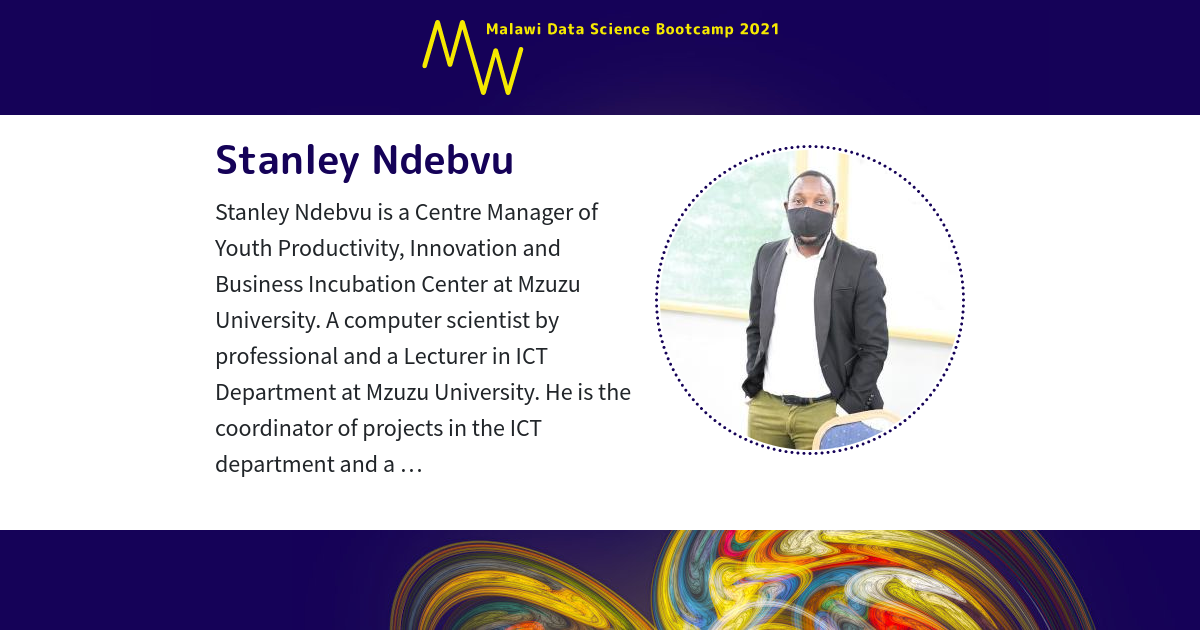 Malawi Data Science Bootcamp 2021
MW
Stanley Ndebvu
Stanley Ndebvu is a Centre Manager of
Youth Productivity, Innovation and
Business Incubation Center at Mzuzu
University. A computer scientist by
professional and a Lecturer in ICT
Department at Mzuzu University. He is the
coordinator of projects in the ICT
department and a …